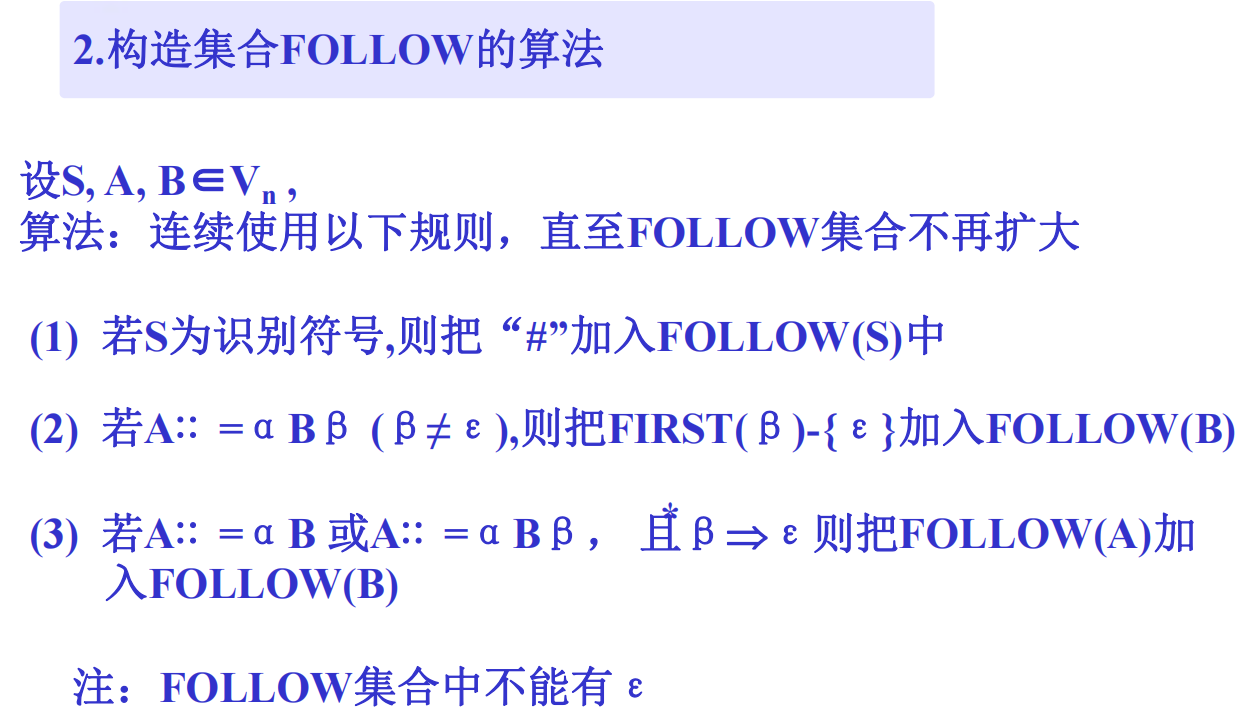 2.构造集合FOLLOW的算法
设S, A, B∈Vn ,
算法：连续使用以下规则，直至FOLLOW集合不再扩大
(1) 若S为识别符号,则把“#”加入FOLLOW(S)中
(2) 若A∷=αBβ (β≠ε),则把FIRST(β)-{ε}加入FOLLOW(B)
(3) 若A∷=αB 或A∷=αBβ， 且β⇒*ε 则把FOLLOW(A)加
入FOLLOW(B)
注：FOLLOW集合中不能有ε